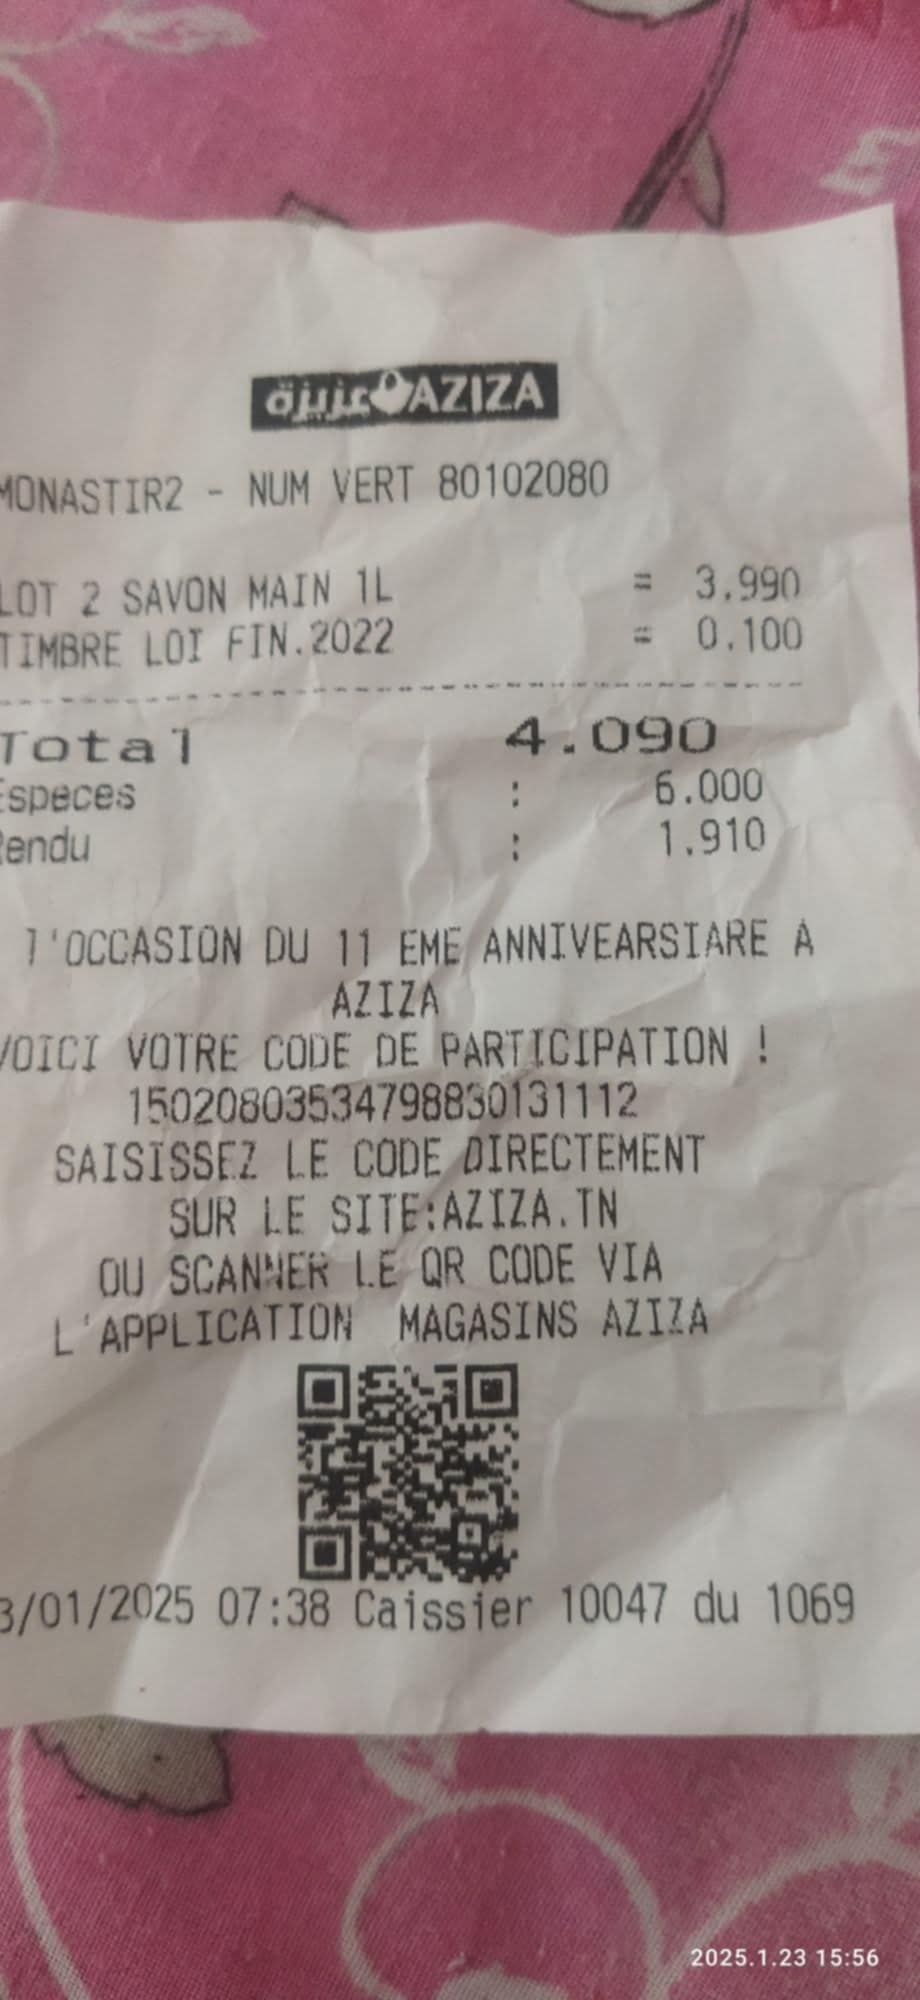 عزيزة AZIZA
MONASTIR2 - NUM VERT 80102080
LOT 2 SAVON MAIN 1L = 3.990
TIMBRE LOI FIN.2022 = 0.100
Total 4.090
Especes : 6.000
Rendu : 1.910
l'OCCASION DU 11 EME ANNIVEARSIARE A
AZIZA
VOICI VOTRE CODE DE PARTICIPATION !
150208035347988301​31112
SAISISSEZ LE CODE DIRECTEMENT
SUR LE SITE:AZIZA.TN
OU SCANNER LE QR CODE VIA
L'APPLICATION MAGASINS AZIZA
3/01/2025 07:38 Caissier 10047 du 1069
2025.1.23 15:56